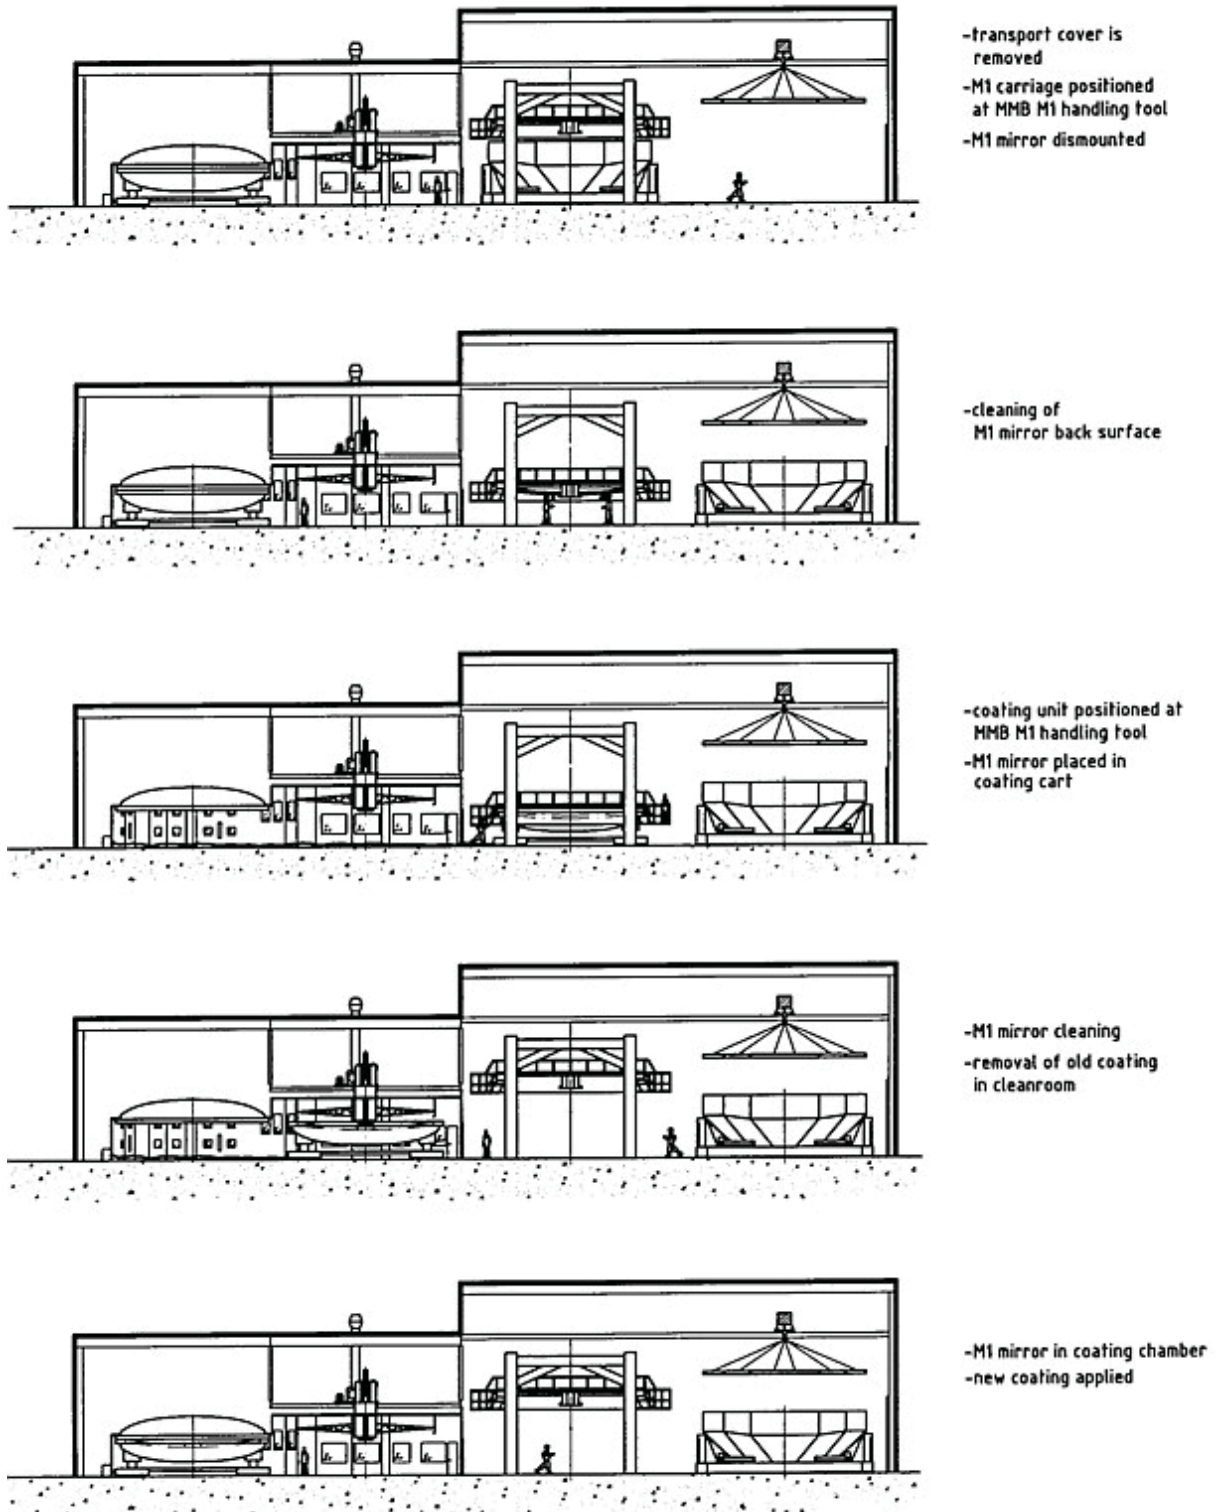 -transport cover is
removed
-M1 carriage positioned
at MMB M1 handling tool
-M1 mirror dismounted
-cleaning of
M1 mirror back surface
-coating unit positioned at
MMB M1 handling tool
-M1 mirror placed in
coating cart
-M1 mirror cleaning
-removal of old coating
in cleanroom
-M1 mirror in coating chamber
-new coating applied